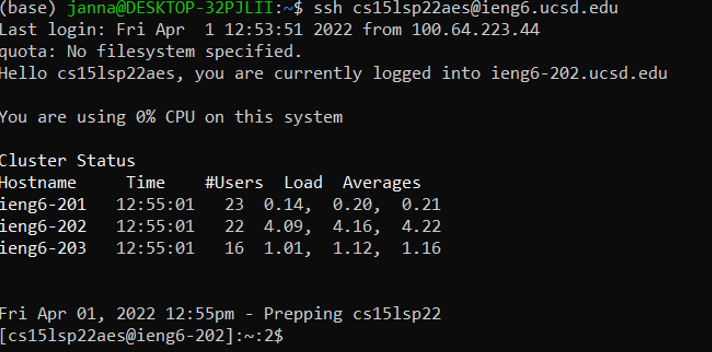 (base) janna@DESKTOP-32PJLII:~$ ssh cs15lsp22aes@ieng6.ucsd.edu
Last login: Fri Apr  1 12:53:51 2022 from 100.64.223.44
quota: No filesystem specified.
Hello cs15lsp22aes, you are currently logged into ieng6-202.ucsd.edu
You are using 0% CPU on this system
Cluster Status
Hostname     Time    #Users  Load  Averages
ieng6-201   12:55:01   23  0.14,  0.20,  0.21
ieng6-202   12:55:01   22  4.09,  4.16,  4.22
ieng6-203   12:55:01   16  1.01,  1.12,  1.16
Fri Apr 01, 2022 12:55pm - Prepping cs15lsp22
[cs15lsp22aes@ieng6-202]:~:2$